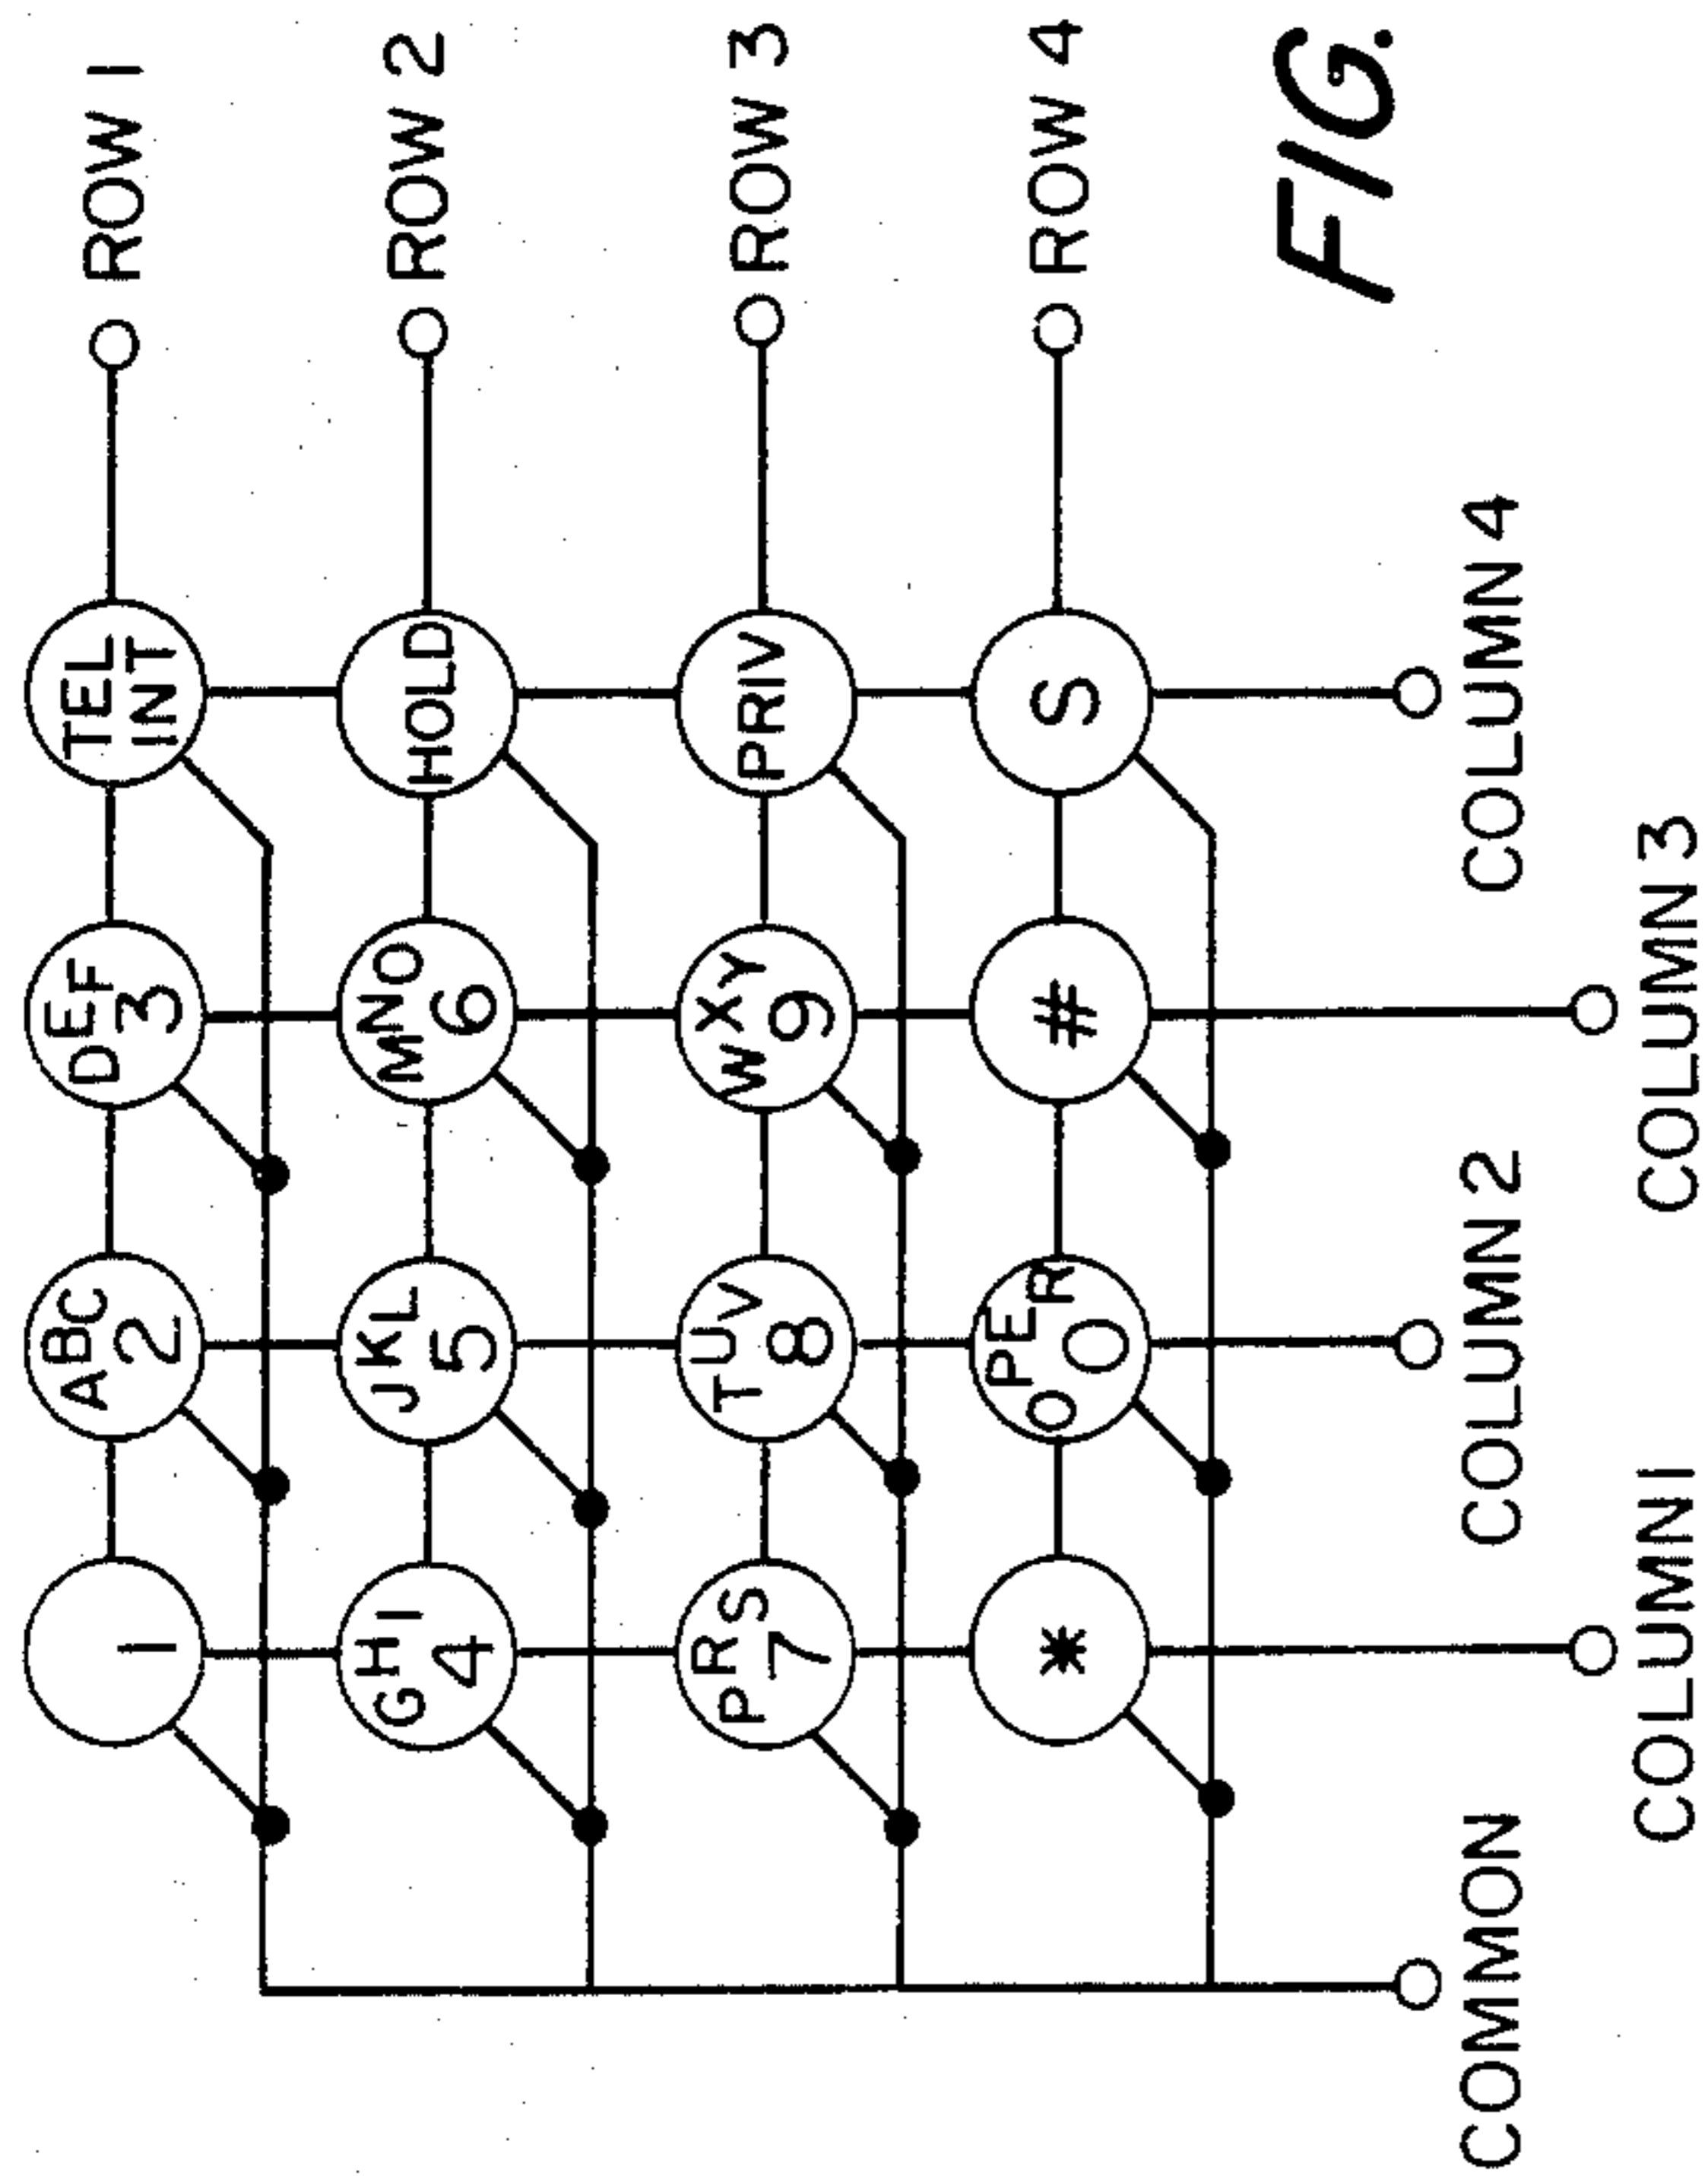 1
ABC
2
DEF
3
TEL
INT
ROW 1
GHI
4
JKL
5
MNO
6
HOLD
ROW 2
PRS
7
TUV
8
WXY
9
PRIV
ROW 3
*
OPER
0
#
S
ROW 4
COMMON
COLUMN 1
COLUMN 2
COLUMN 3
COLUMN 4
FIG.